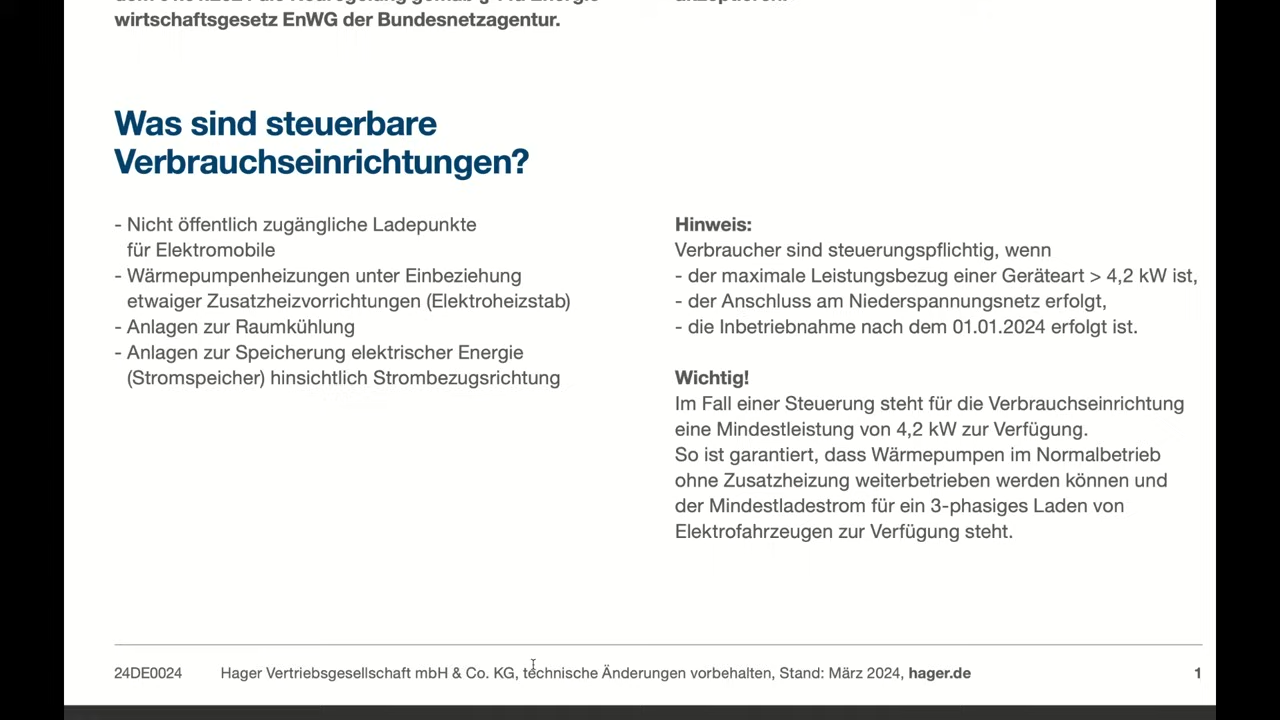 wirtschaftsgesetz EnWG der Bundesnetzagentur.
Was sind steuerbare
Verbrauchseinrichtungen?
- Nicht öffentlich zugängliche Ladepunkte
für Elektromobile
- Wärmepumpenheizungen unter Einbeziehung
etwaiger Zusatzheizvorrichtungen (Elektroheizstab)
- Anlagen zur Raumkühlung
- Anlagen zur Speicherung elektrischer Energie
(Stromspeicher) hinsichtlich Strombezugsrichtung
Hinweis:
Verbraucher sind steuerungspflichtig, wenn
- der maximale Leistungsbezug einer Geräteart > 4,2 kW ist,
- der Anschluss am Niederspannungsnetz erfolgt,
- die Inbetriebnahme nach dem 01.01.2024 erfolgt ist.
Wichtig!
Im Fall einer Steuerung steht für die Verbrauchseinrichtung
eine Mindestleistung von 4,2 kW zur Verfügung.
So ist garantiert, dass Wärmepumpen im Normalbetrieb
ohne Zusatzheizung weiterbetrieben werden können und
der Mindestladestrom für ein 3-phasiges Laden von
Elektrofahrzeugen zur Verfügung steht.
24DE0024 Hager Vertriebsgesellschaft mbH & Co. KG, technische Änderungen vorbehalten, Stand: März 2024, hager.de 1